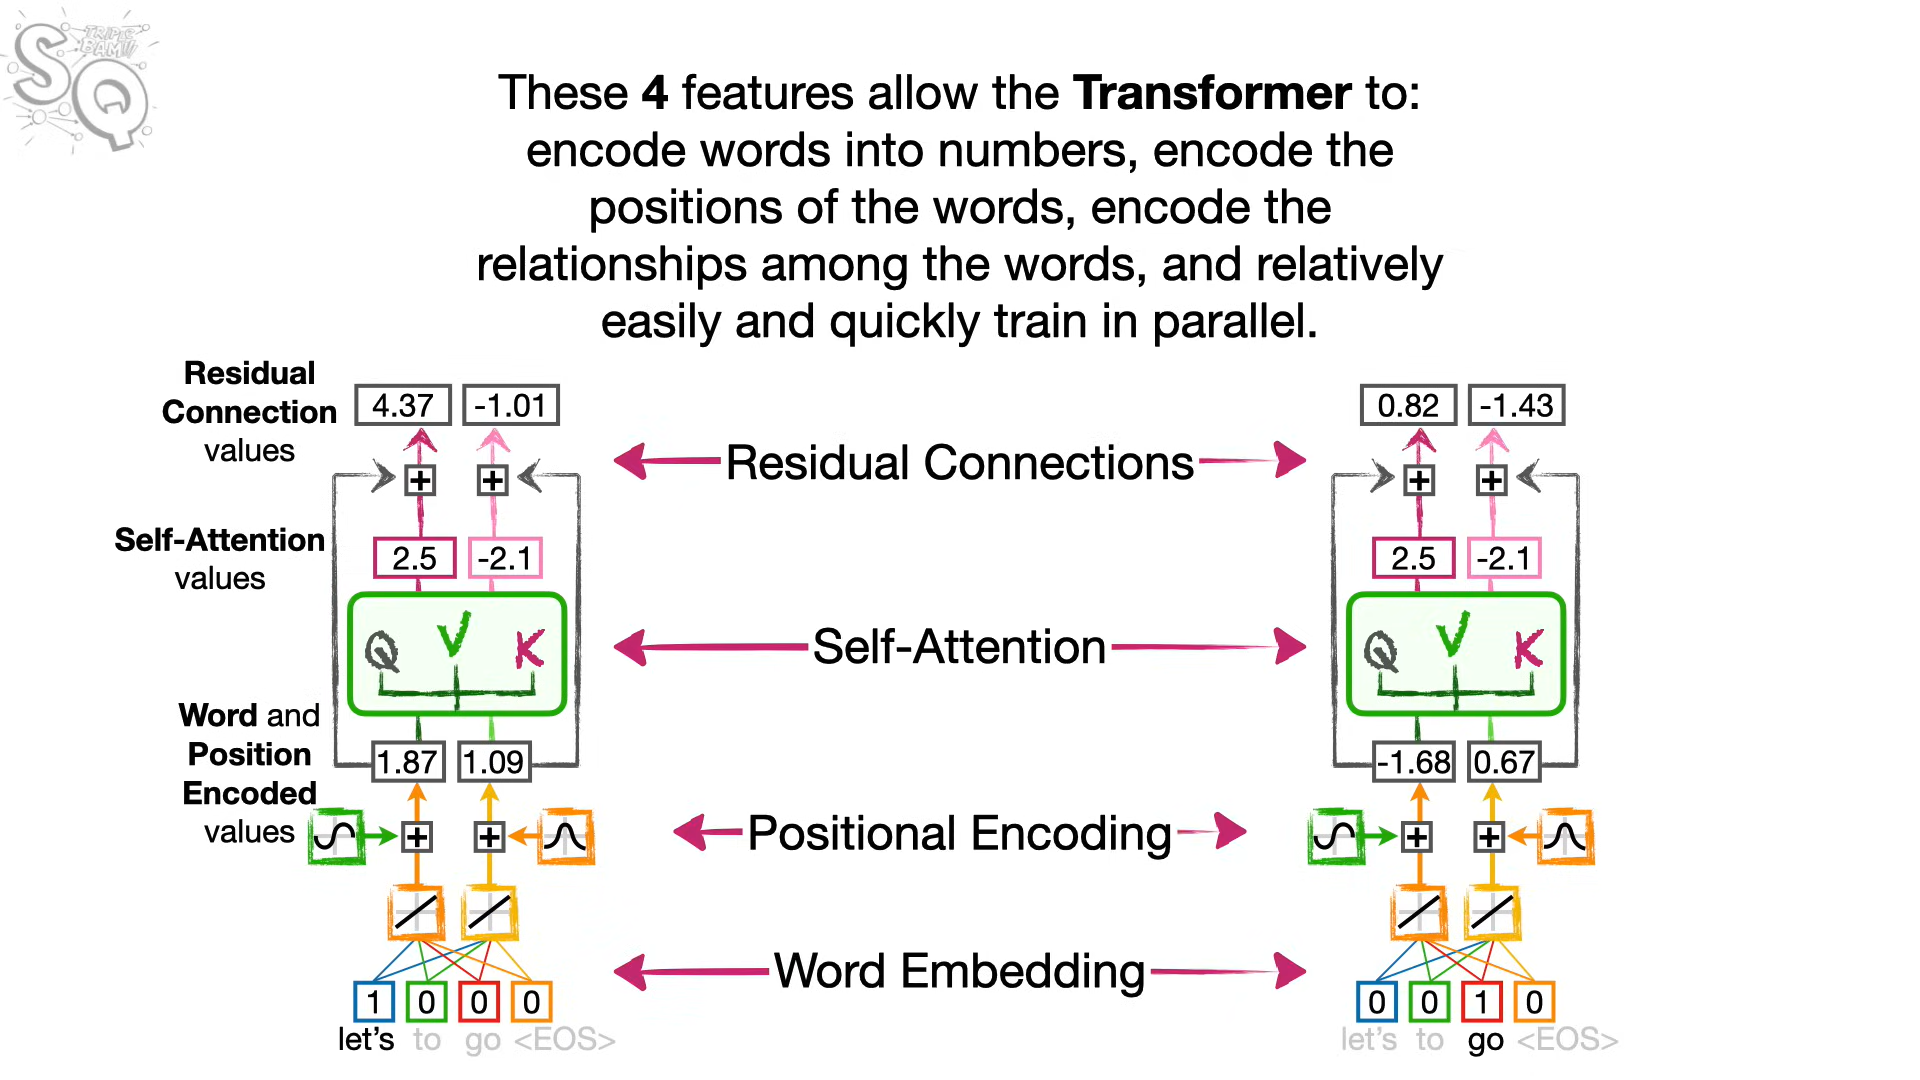 SQ
TRIPLE
BAM!!!
These 4 features allow the Transformer to:
encode words into numbers, encode the
positions of the words, encode the
relationships among the words, and relatively
easily and quickly train in parallel.
Residual
Connection
values
4.37 -1.01
+ +
Residual Connections
0.82 -1.43
+ +
Self-Attention
values
2.5 -2.1
2.5 -2.1
Q V K
Self-Attention
Q V K
Word and
Position
Encoded
values
1.87 1.09
-1.68 0.67
+ +
Positional Encoding
+ +
Word Embedding
1 0 0 0
let's to go <EOS>
0 0 1 0
let's to go <EOS>